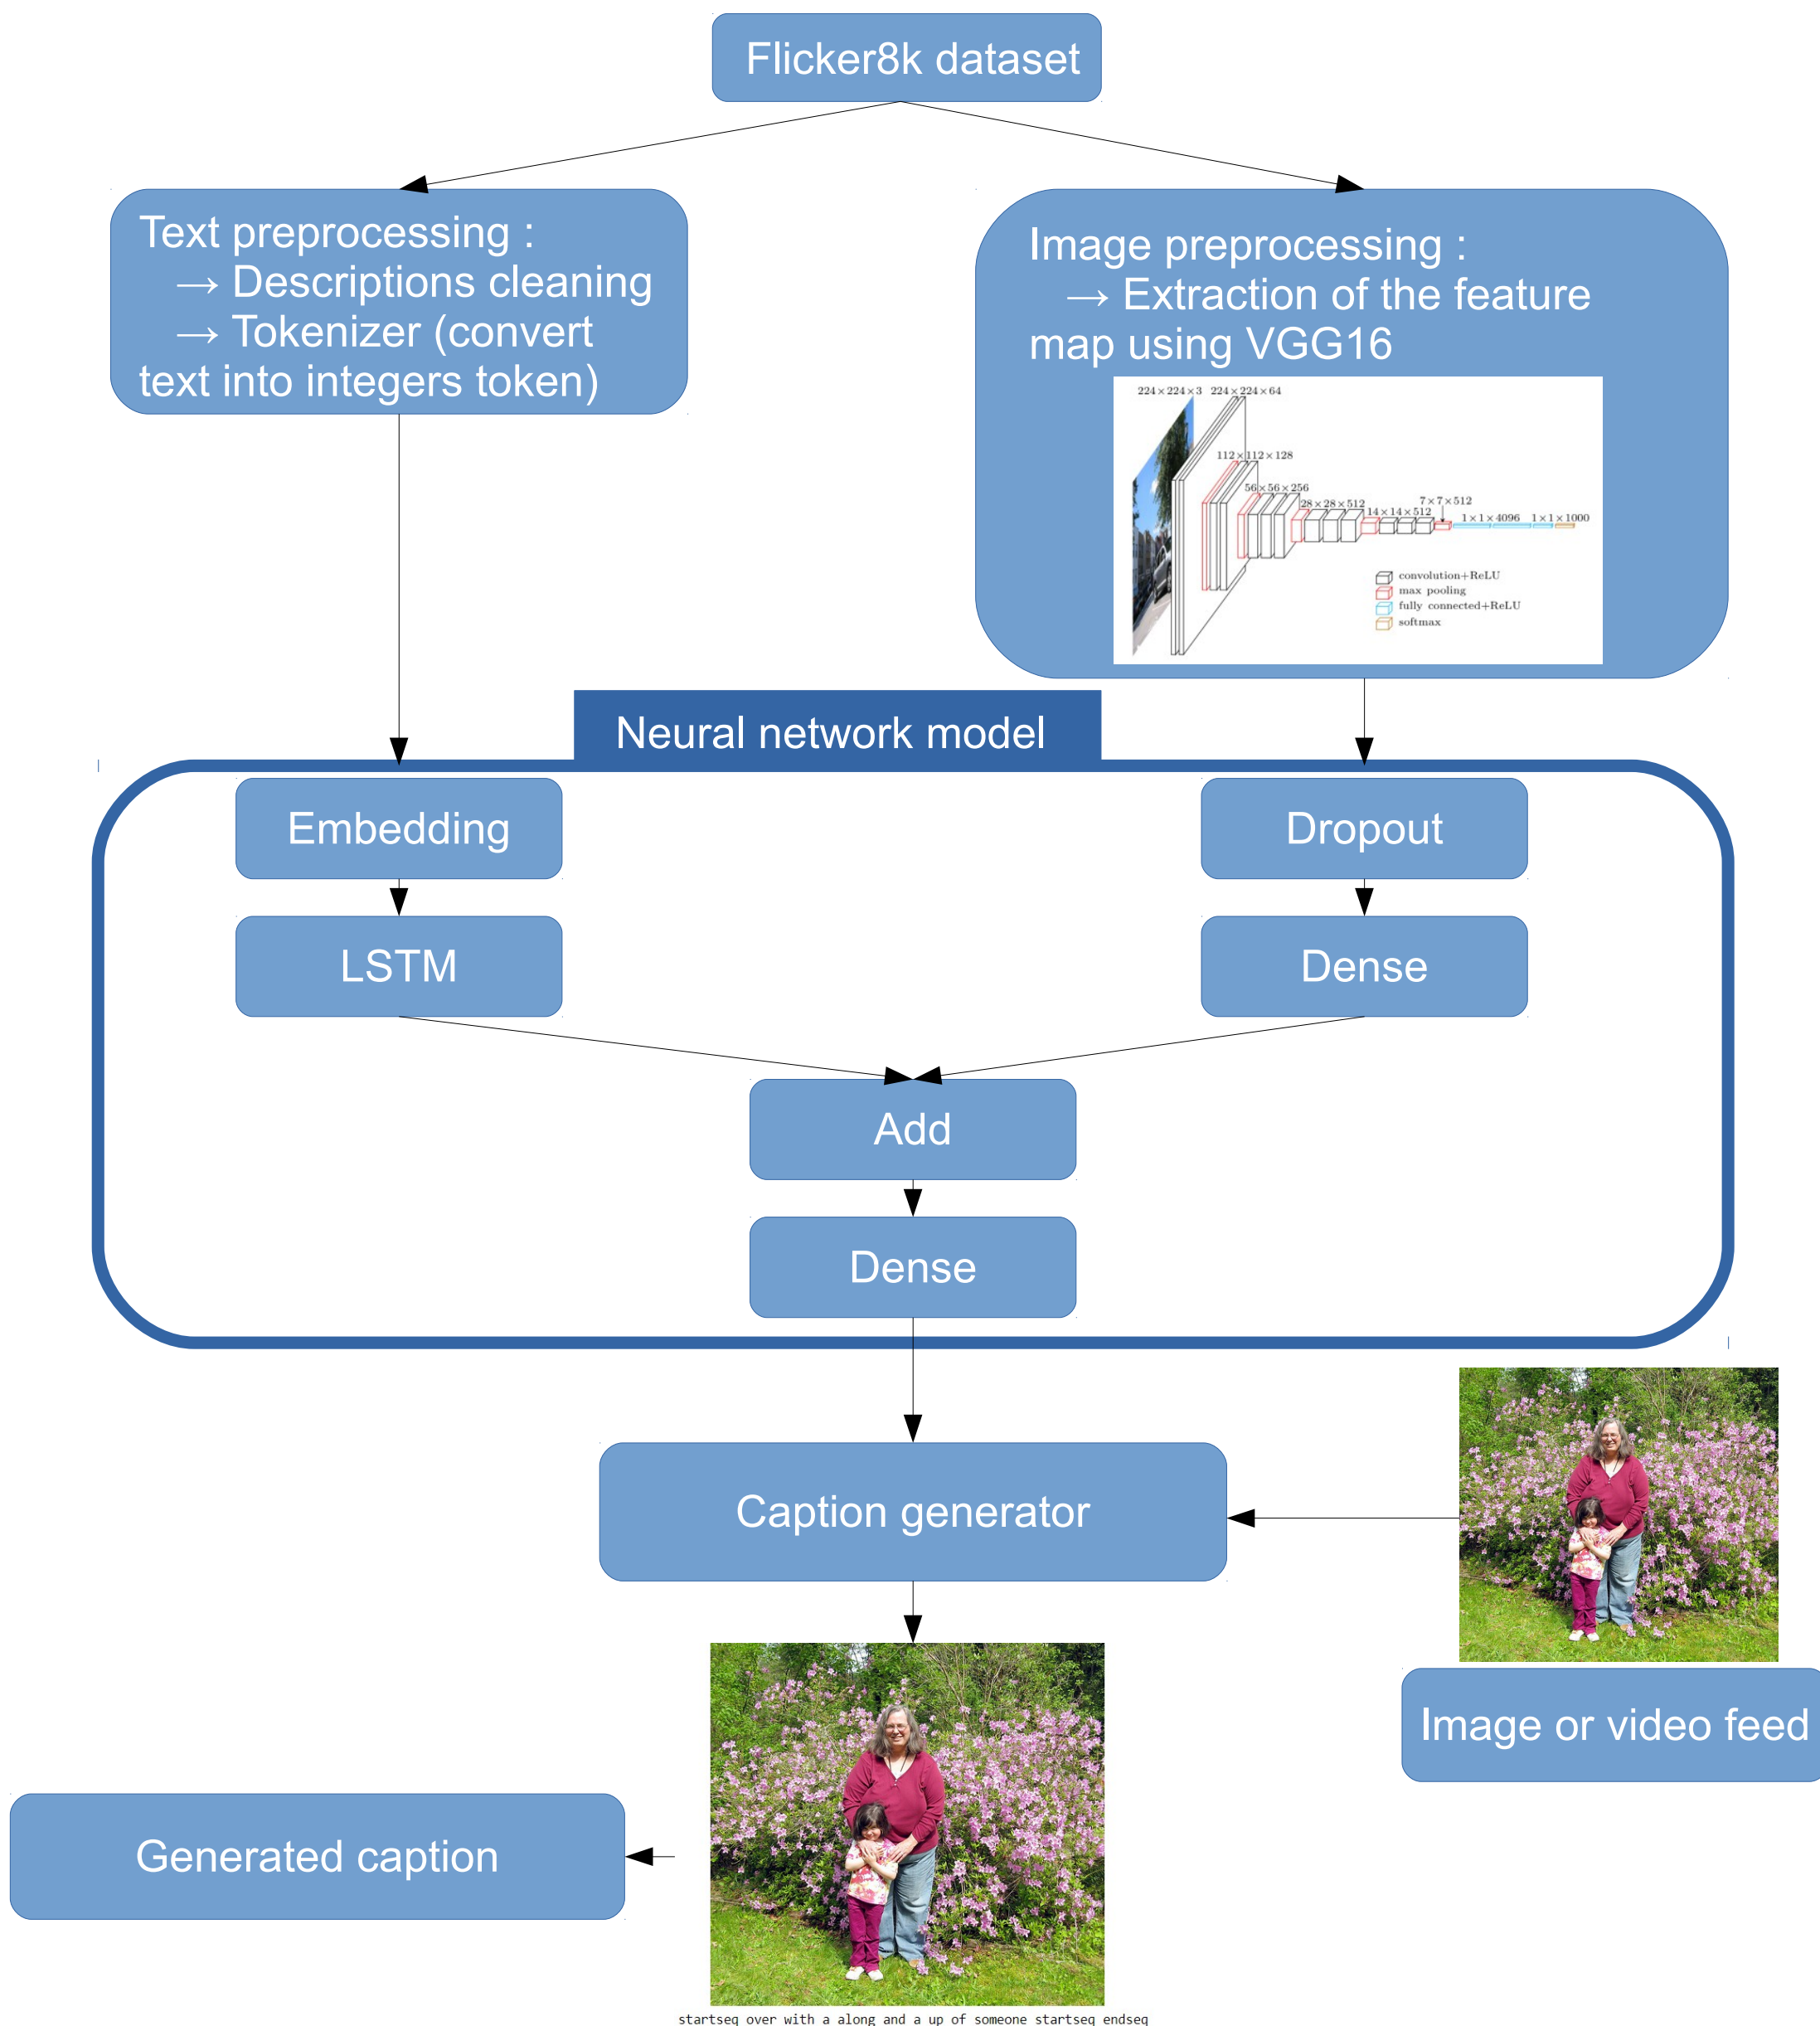 Flicker8k dataset
Text preprocessing :
→ Descriptions cleaning
→ Tokenizer (convert
text into integers token)
Image preprocessing :
→ Extraction of the feature
map using VGG16
224×224×3 224×224×64
112×112×128
56×56×256
28×28×512
14×14×512
7×7×512
1×1×4096 1×1×1000
convolution+ReLU
max pooling
fully connected+ReLU
softmax
Neural network model
Embedding
Dropout
LSTM
Dense
Add
Dense
Caption generator
Image or video feed
Generated caption
startseq over with a along and a up of someone startseq endseq